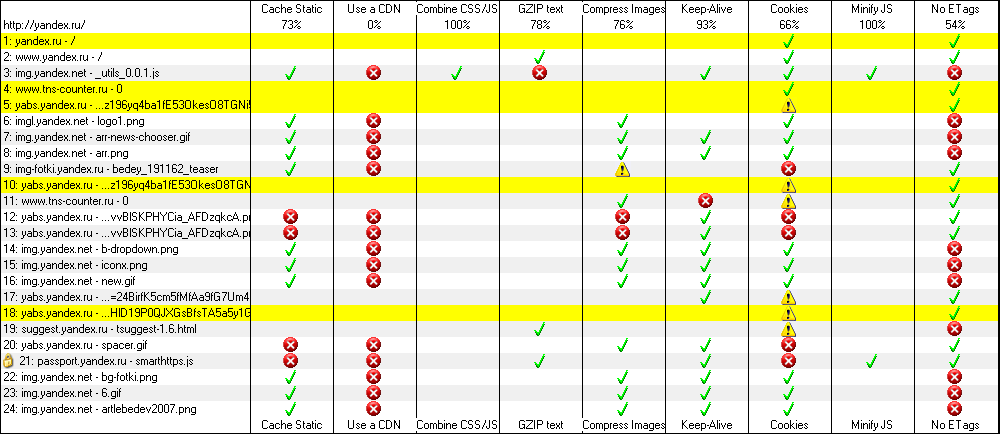 Cache Static Use a CDN Combine CSS/JS GZIP text Compress Images Keep-Alive Cookies Minify JS No ETags
http://yandex.ru/ 73% 0% 100% 78% 76% 93% 66% 100% 54%
1: yandex.ru - /
2: www.yandex.ru - /
3: img.yandex.net - _utils_0.0.1.js
4: www.tns-counter.ru - 0
5: yabs.yandex.ru - ...z196yq4ba1fE53OkesO8TGNi5
6: imgl.yandex.net - logo1.png
7: img.yandex.net - arr-news-chooser.gif
8: img.yandex.net - arr.png
9: img-fotki.yandex.ru - bedey_191162_teaser
10: yabs.yandex.ru - ...z196yq4ba1fE53OkesO8TGN
11: www.tns-counter.ru - 0
12: yabs.yandex.ru - ...vvBlSKPHYCia_AFDzqkcA.pr
13: yabs.yandex.ru - ...vvBlSKPHYCia_AFDzqkcA.pr
14: img.yandex.net - b-dropdown.png
15: img.yandex.net - iconx.png
16: img.yandex.net - new.gif
17: yabs.yandex.ru - ...=24BirfK5cm5fMfAa9fG7Um4
18: yabs.yandex.ru - ...HlD19P0QJXGsBfsTA5a5y1G
19: suggest.yandex.ru - tsuggest-1.6.html
20: yabs.yandex.ru - spacer.gif
21: passport.yandex.ru - smarthttps.js
22: img.yandex.net - bg-fotki.png
23: img.yandex.net - 6.gif
24: img.yandex.net - artlebedev2007.png
Cache Static Use a CDN Combine CSS/JS GZIP text Compress Images Keep-Alive Cookies Minify JS No ETags